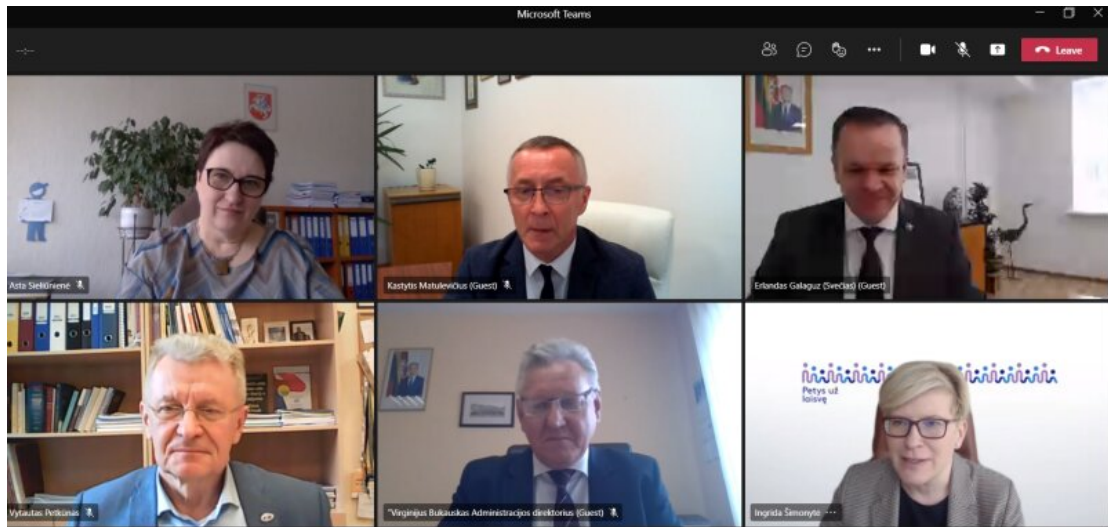 Microsoft Teams
--:--
Leave
Asta Sieliūnienė
Kastytis Matulevičius (Guest)
Erlandas Galaguz (Svečias) (Guest)
Petys už
laisvę
Vytautas Petkūnas
"Virginijus Bukauskas Administracijos direktorius (Guest)
Ingrida Šimonytė